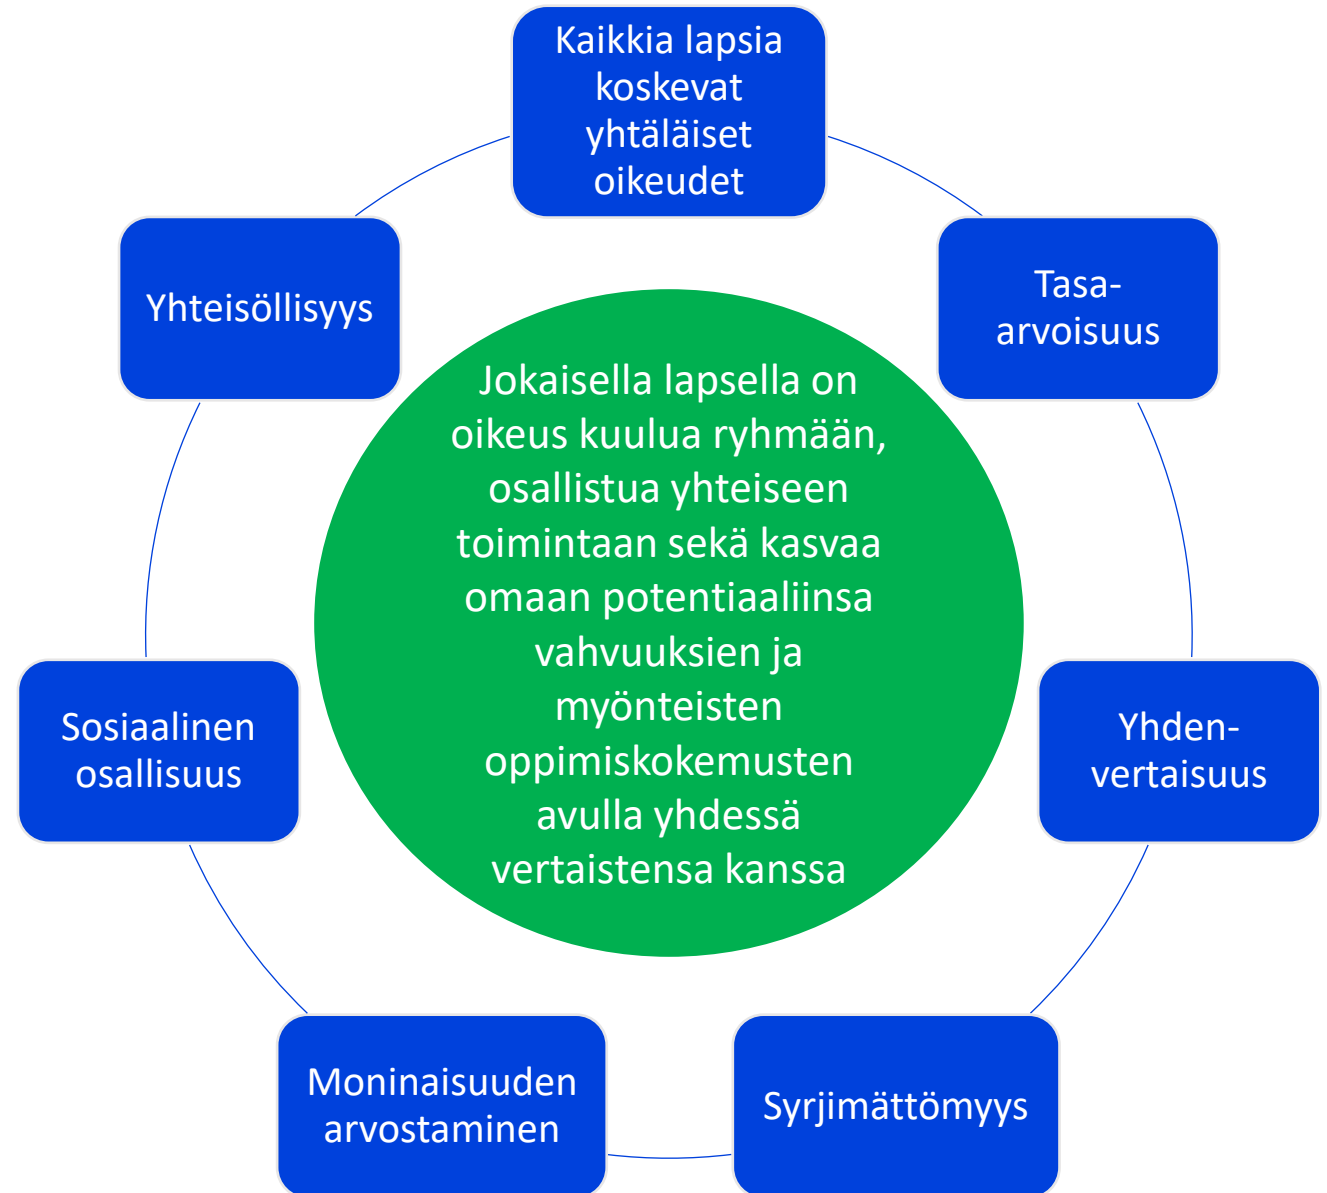 Kaikkia lapsia
koskevat
yhtäläiset
oikeudet
Tasa-
arvoisuus
Yhden-
vertaisuus
Syrjimättömyys
Moninaisuuden
arvostaminen
Sosiaalinen
osallisuus
Yhteisöllisyys
Jokaisella lapsella on
oikeus kuulua ryhmään,
osallistua yhteiseen
toimintaan sekä kasvaa
omaan potentiaaliinsa
vahvuuksien ja
myönteisten
oppimiskokemusten
avulla yhdessä
vertaistensa kanssa